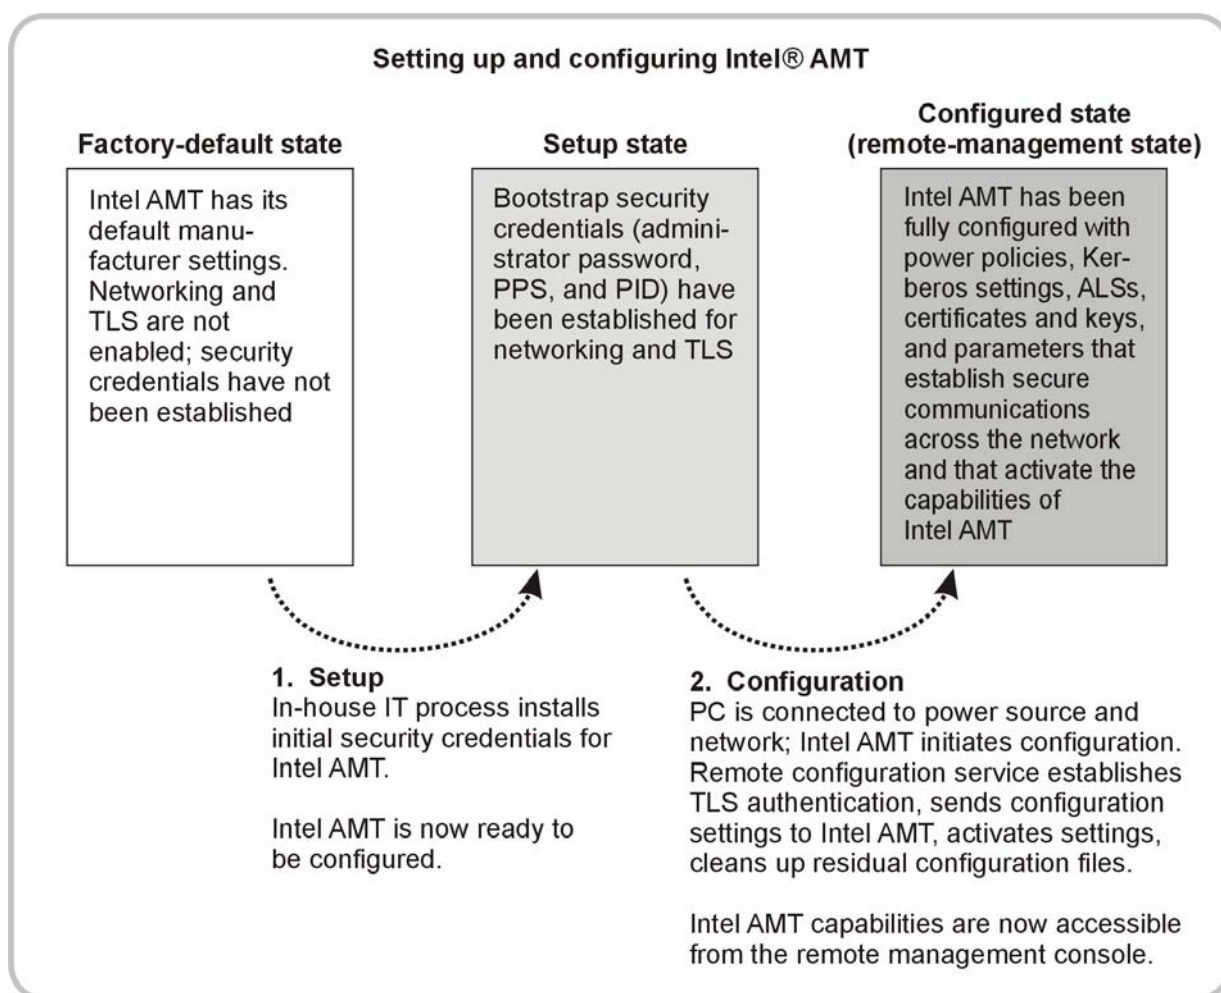 Setting up and configuring Intel® AMT
Factory-default state
Intel AMT has its
default manu-
facturer settings.
Networking and
TLS are not
enabled; security
credentials have not
been established
Setup state
Bootstrap security
credentials (admini-
strator password,
PPS, and PID) have
been established for
networking and TLS
Configured state
(remote-management state)
Intel AMT has been
fully configured with
power policies, Ker-
beros settings, ALSs,
certificates and keys,
and parameters that
establish secure
communications
across the network
and that activate the
capabilities of
Intel AMT
1. Setup
In-house IT process installs
initial security credentials for
Intel AMT.
Intel AMT is now ready to
be configured.
2. Configuration
PC is connected to power source and
network; Intel AMT initiates configuration.
Remote configuration service establishes
TLS authentication, sends configuration
settings to Intel AMT, activates settings,
cleans up residual configuration files.
Intel AMT capabilities are now accessible
from the remote management console.